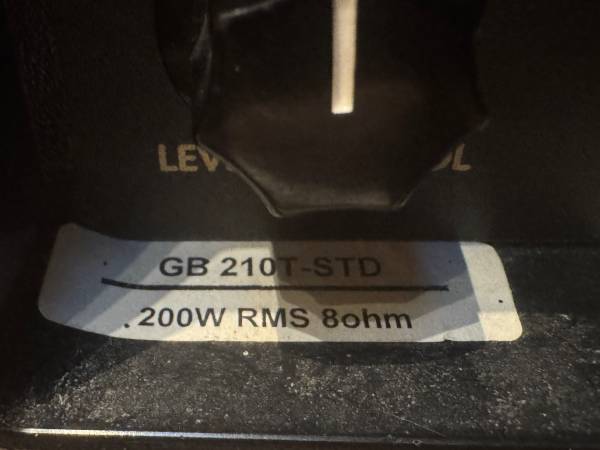 GB 210T-STD
200W RMS 8ohm